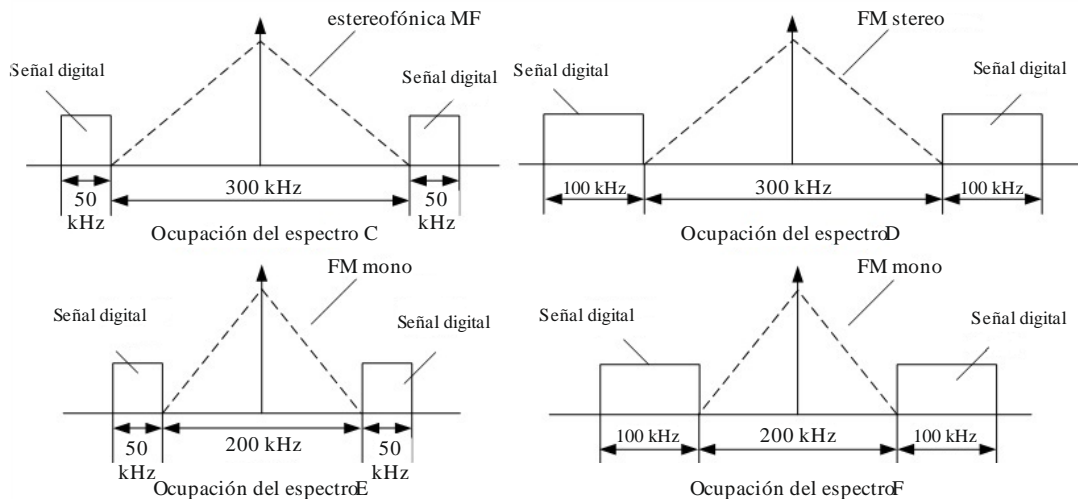 estereofónica MF
Señal digital
Señal digital
50
kHz
300 kHz
50
kHz
Ocupación del espectro C
FM stereo
Señal digital
Señal digital
100 kHz
300 kHz
100 kHz
Ocupación del espectroD
FM mono
Señal digital
Señal digital
50
kHz
200 kHz
50
kHz
Ocupación del espectroE
FM mono
Señal digital
Señal digital
100 kHz
200 kHz
100 kHz
Ocupación del espectroF